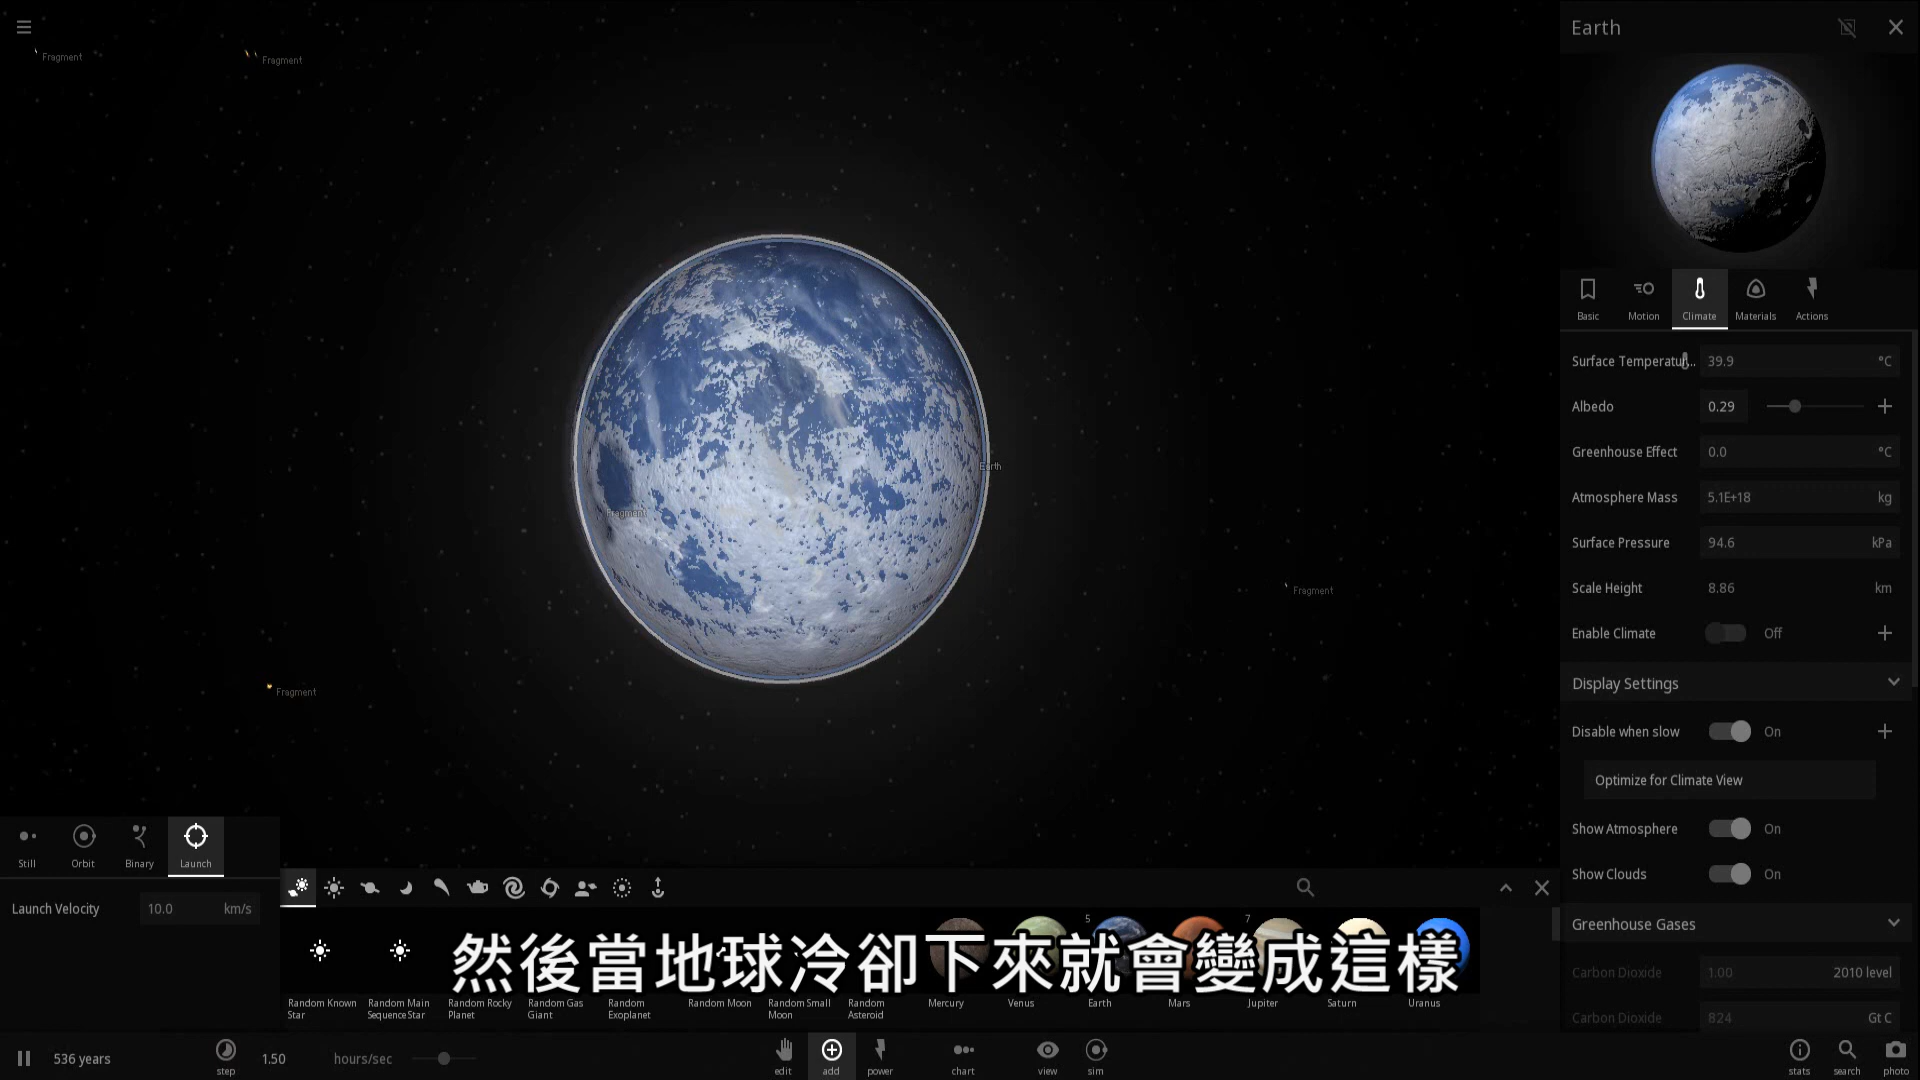 Fragment
Fragment
Earth
Basic
Motion
Climate
Materials
Actions
Surface Temperatur...
39.9
°C
Albedo
0.29
Greenhouse Effect
0.0
°C
Earth
Atmosphere Mass
5.1E+18
kg
Fragment
Surface Pressure
94.6
kPa
Fragment
Scale Height
8.86
km
Enable Climate
Off
Display Settings
Fragment
Disable when slow
On
Optimize for Climate View
Show Atmosphere
On
Show Clouds
On
Still
Orbit
Binary
Launch
Launch Velocity
10.0
km/s
5
7
Greenhouse Gases
然後當地球冷卻下來就會變成這樣
Carbon Dioxide
1.00
2010 level
Random Known Star
Random Main Sequence Star
Random Rocky Planet
Random Gas Giant
Random Exoplanet
Random Moon
Random Small Moon
Random Asteroid
Mercury
Venus
Earth
Mars
Jupiter
Saturn
Uranus
Carbon Dioxide
824
Gt C
536 years
step
1.50
hours/sec
edit
add
power
chart
view
sim
stats
search
photo